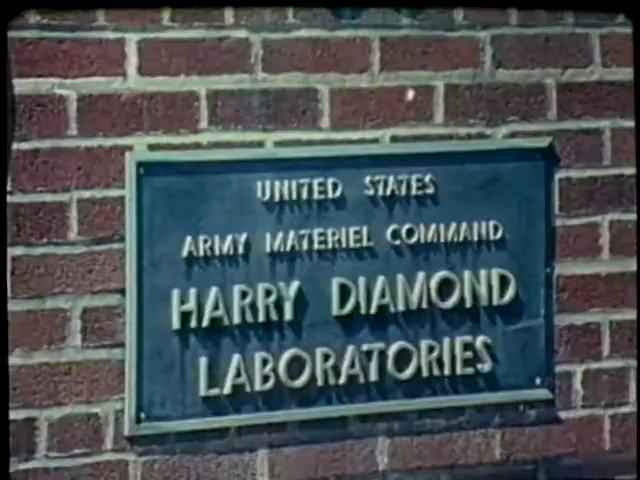 UNITED STATES
ARMY MATERIEL COMMAND
HARRY DIAMOND
LABORATORIES